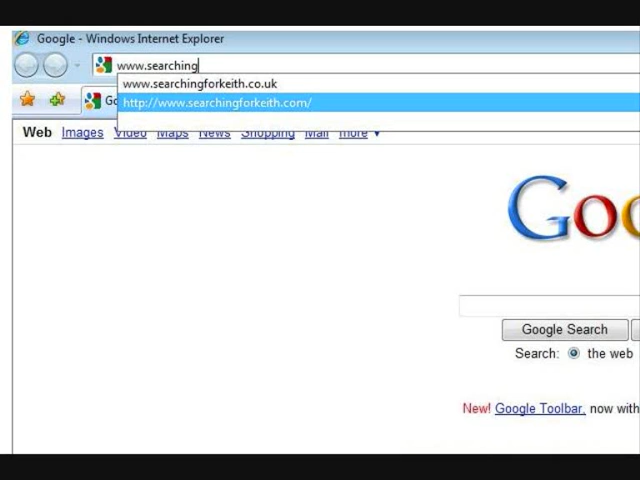 Google - Windows Internet Explorer
www.searching
www.searchingforkeith.co.uk
http://www.searchingforkeith.com/
Go
Web Images Video Maps News Shopping Mail more ▼
Goo
Google Search
Search: the web
New! Google Toolbar, now with